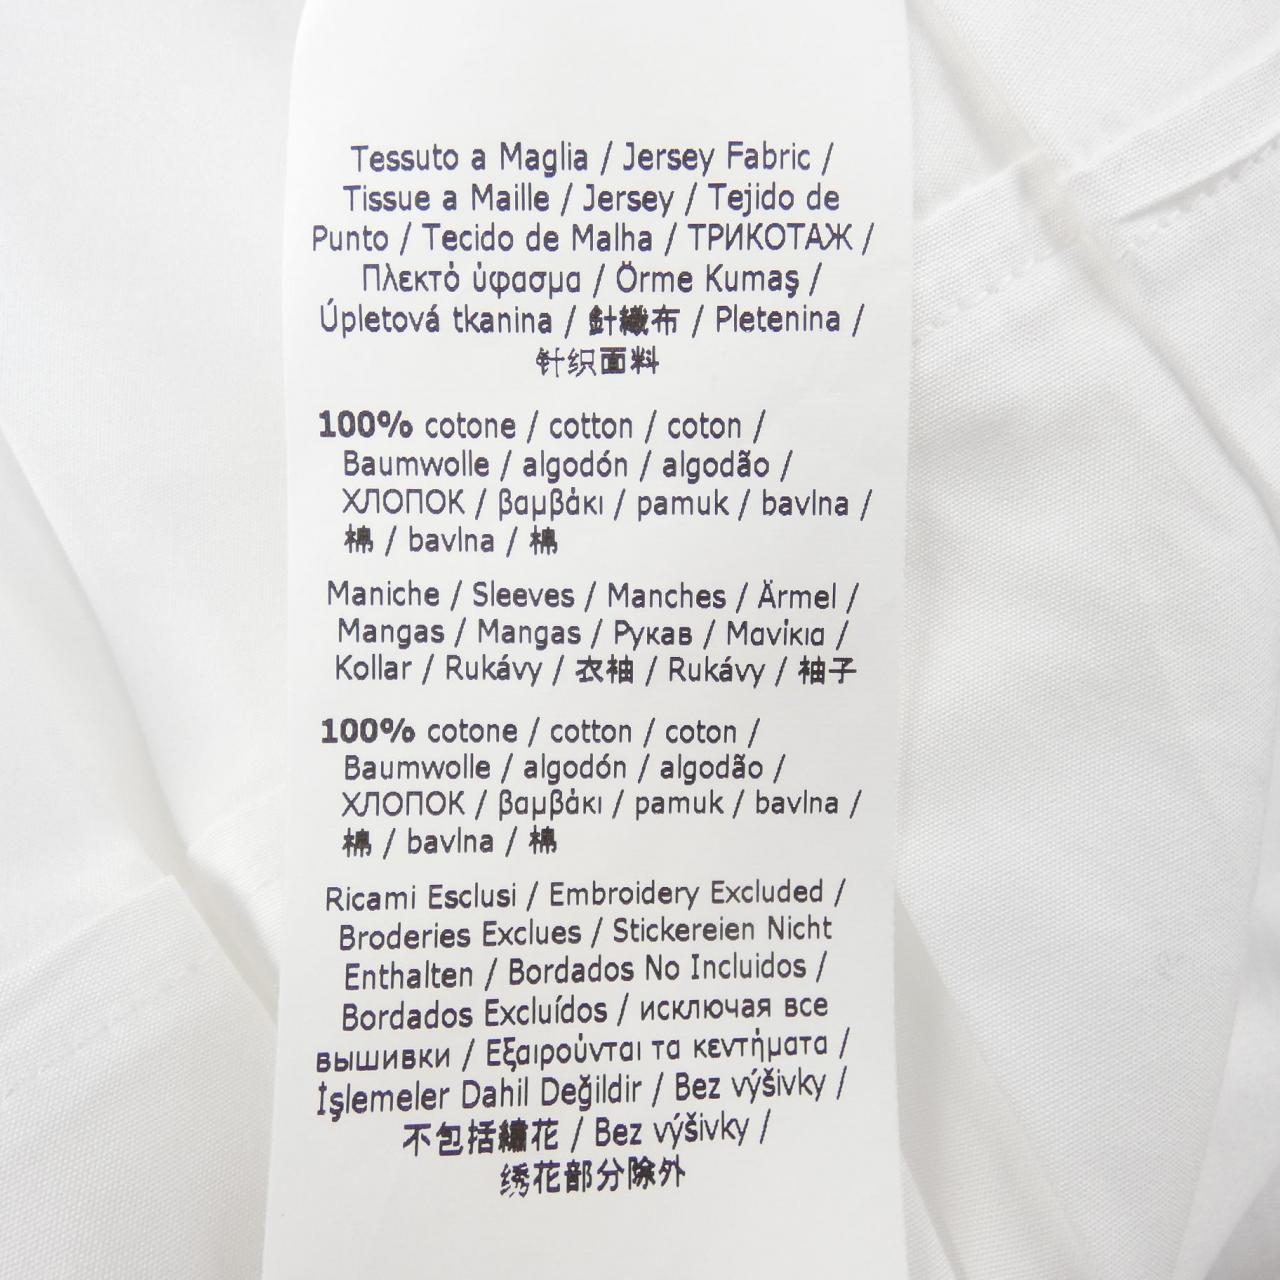 Tessuto a Maglia / Jersey Fabric /
Tissue a Maille / Jersey / Tejido de
Punto / Tecido de Malha / ТРИКОТАЖ /
Πλεκτό ύφασμα / Örme Kumaş /
Úpletová tkanina / 針織布 / Pletenina /
针织面料
100% cotone / cotton / coton /
Baumwolle / algodón / algodão /
ХЛОПОК / βαμβάκι / pamuk / bavlna /
棉 / bavlna / 棉
Maniche / Sleeves / Manches / Ärmel /
Mangas / Mangas / Рукав / Μανίκια /
Kollar / Rukávy / 衣袖 / Rukávy / 袖子
100% cotone / cotton / coton /
Baumwolle / algodón / algodão /
ХЛОПОК / βαμβάκι / pamuk / bavlna /
棉 / bavlna / 棉
Ricami Esclusi / Embroidery Excluded /
Broderies Exclues / Stickereien Nicht
Enthalten / Bordados No Incluidos /
Bordados Excluídos / исключая все
вышивки / Εξαιρούνται τα κεντήματα /
İşlemeler Dahil Değildir / Bez výšivky /
不包括繡花 / Bez výšivky /
绣花部分除外